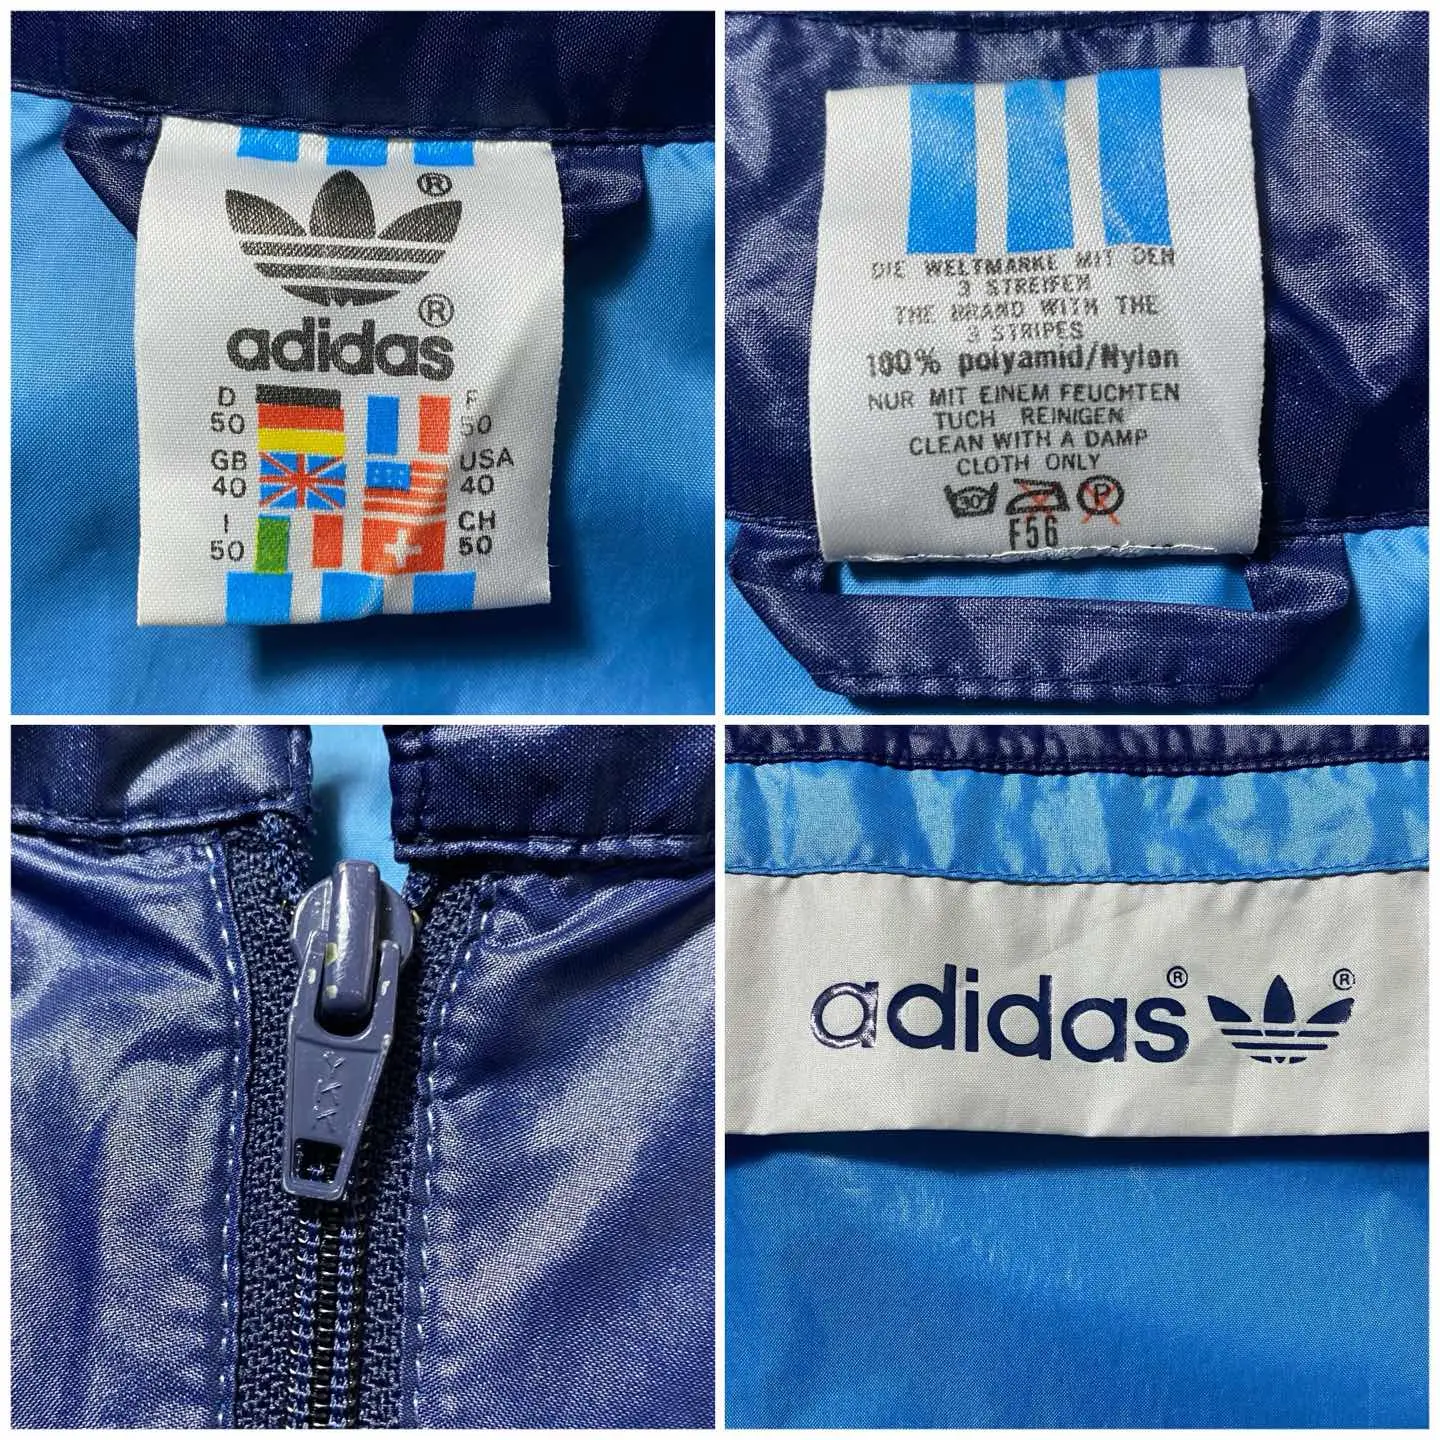 ®
®
adidas
D 50
F 50
GB 40
USA 40
I 50
CH 50
DIE WELTMARKE MIT DEN
3 STREIFEN
THE BRAND WITH THE
3 STRIPES
100% polyamid/Nylon
NUR MIT EINEM FEUCHTEN
TUCH REINIGEN
CLEAN WITH A DAMP
CLOTH ONLY
30° P
F56
YKK
adidas® ®